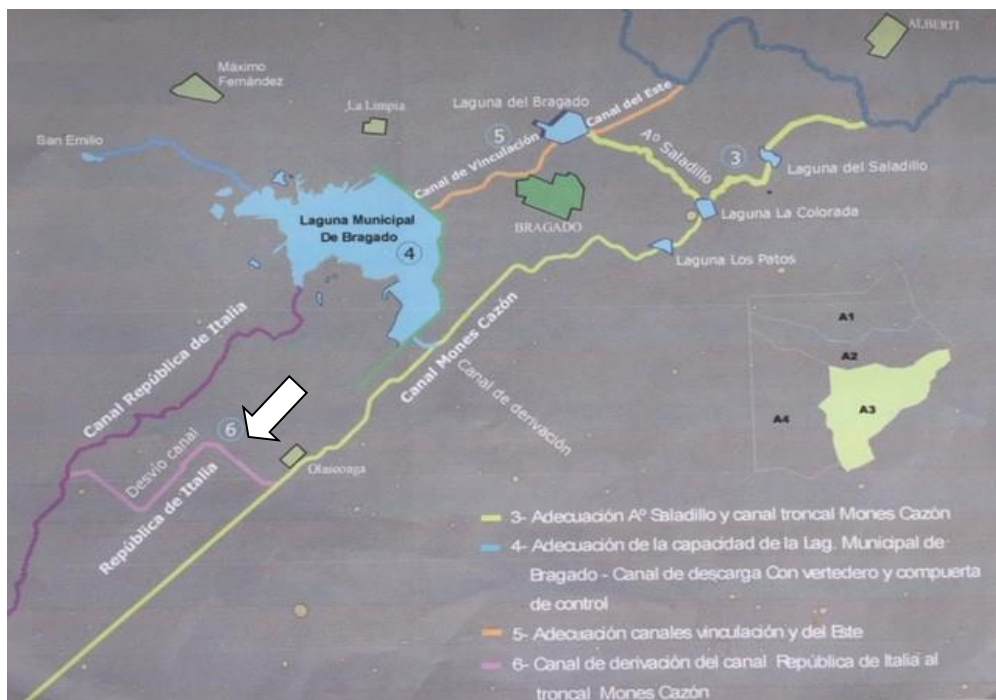 ALBERTI
Máximo
Fernández
La Limpia
Laguna del Bragado
Canal del Este
San Emilio
5
Canal de Vinculación
Aº Saladillo
3
Laguna del Saladillo
Laguna Municipal
De Bragado
4
BRAGADO
Laguna La Colorada
Laguna Los Patos
Canal República de Italia
Canal Mones Cazón
Canal de derivación
A1
A2
A3
A4
6
Desvío canal
República de Italia
Olascoaga
3- Adecuación Aº Saladillo y canal troncal Mones Cazón
4- Adecuación de la capacidad de la Lag. Municipal de
Bragado - Canal de descarga Con vertedero y compuerta
de control
5- Adecuación canales vinculación y del Este
6- Canal de derivación del canal República de Italia al
troncal Mones Cazón